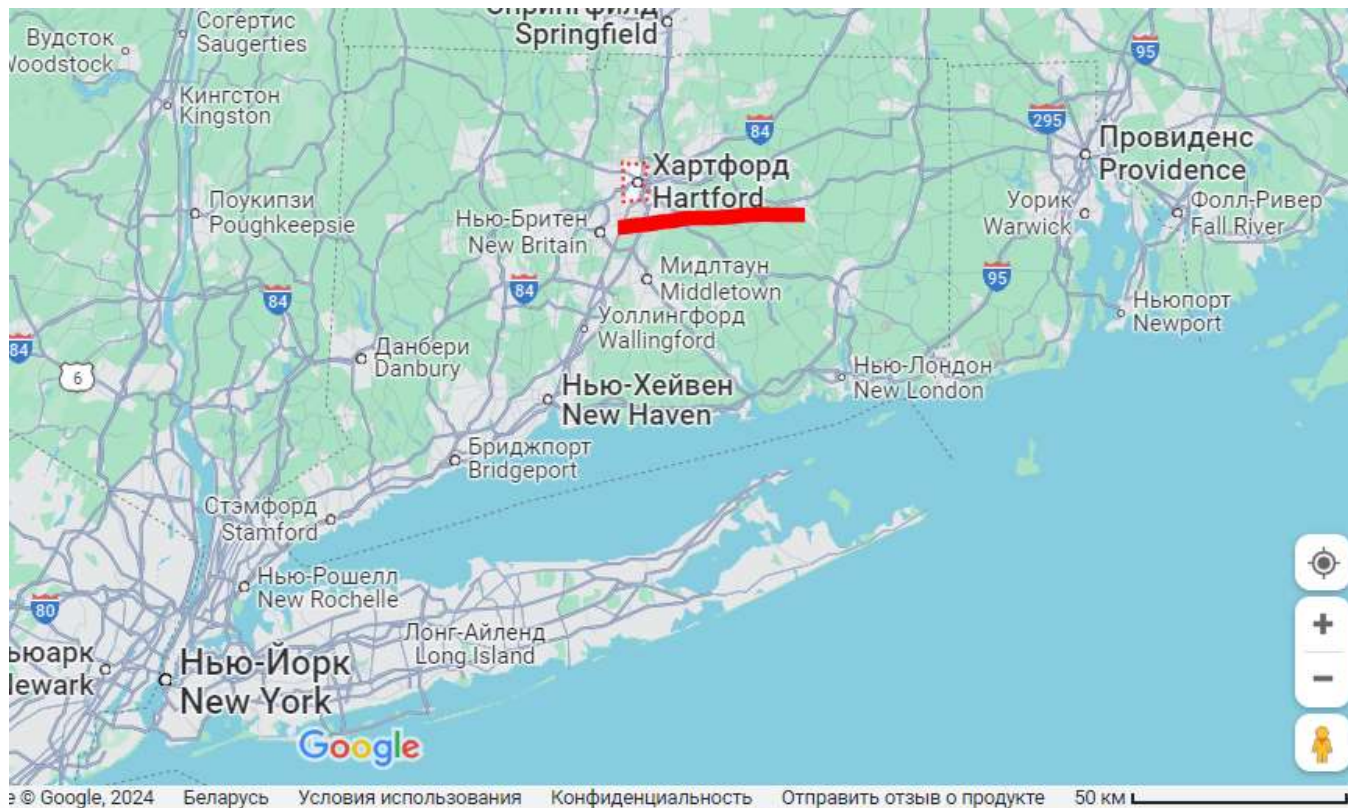 Спрингфилд
Springfield
Согертис
Saugerties
Вудсток
Woodstock
95
Кингстон
Kingston
84
295
Провиденс
Providence
Хартфорд
Hartford
Поукипзи
Poughkeepsie
Нью-Бритен
New Britain
Уорик
Warwick
Фолл-Ривер
Fall River
Мидлтаун
Middletown
84
84
95
Ньюпорт
Newport
Уоллингфорд
Wallingford
84
Данбери
Danbury
6
Нью-Лондон
New London
Нью-Хейвен
New Haven
Бриджпорт
Bridgeport
Стэмфорд
Stamford
Нью-Рошелл
New Rochelle
80
Лонг-Айленд
Long Island
ьюарк
lewark
Нью-Йорк
New York
Google
© Google, 2024 Беларусь Условия использования Конфиденциальность Отправить отзыв о продукте 50 км